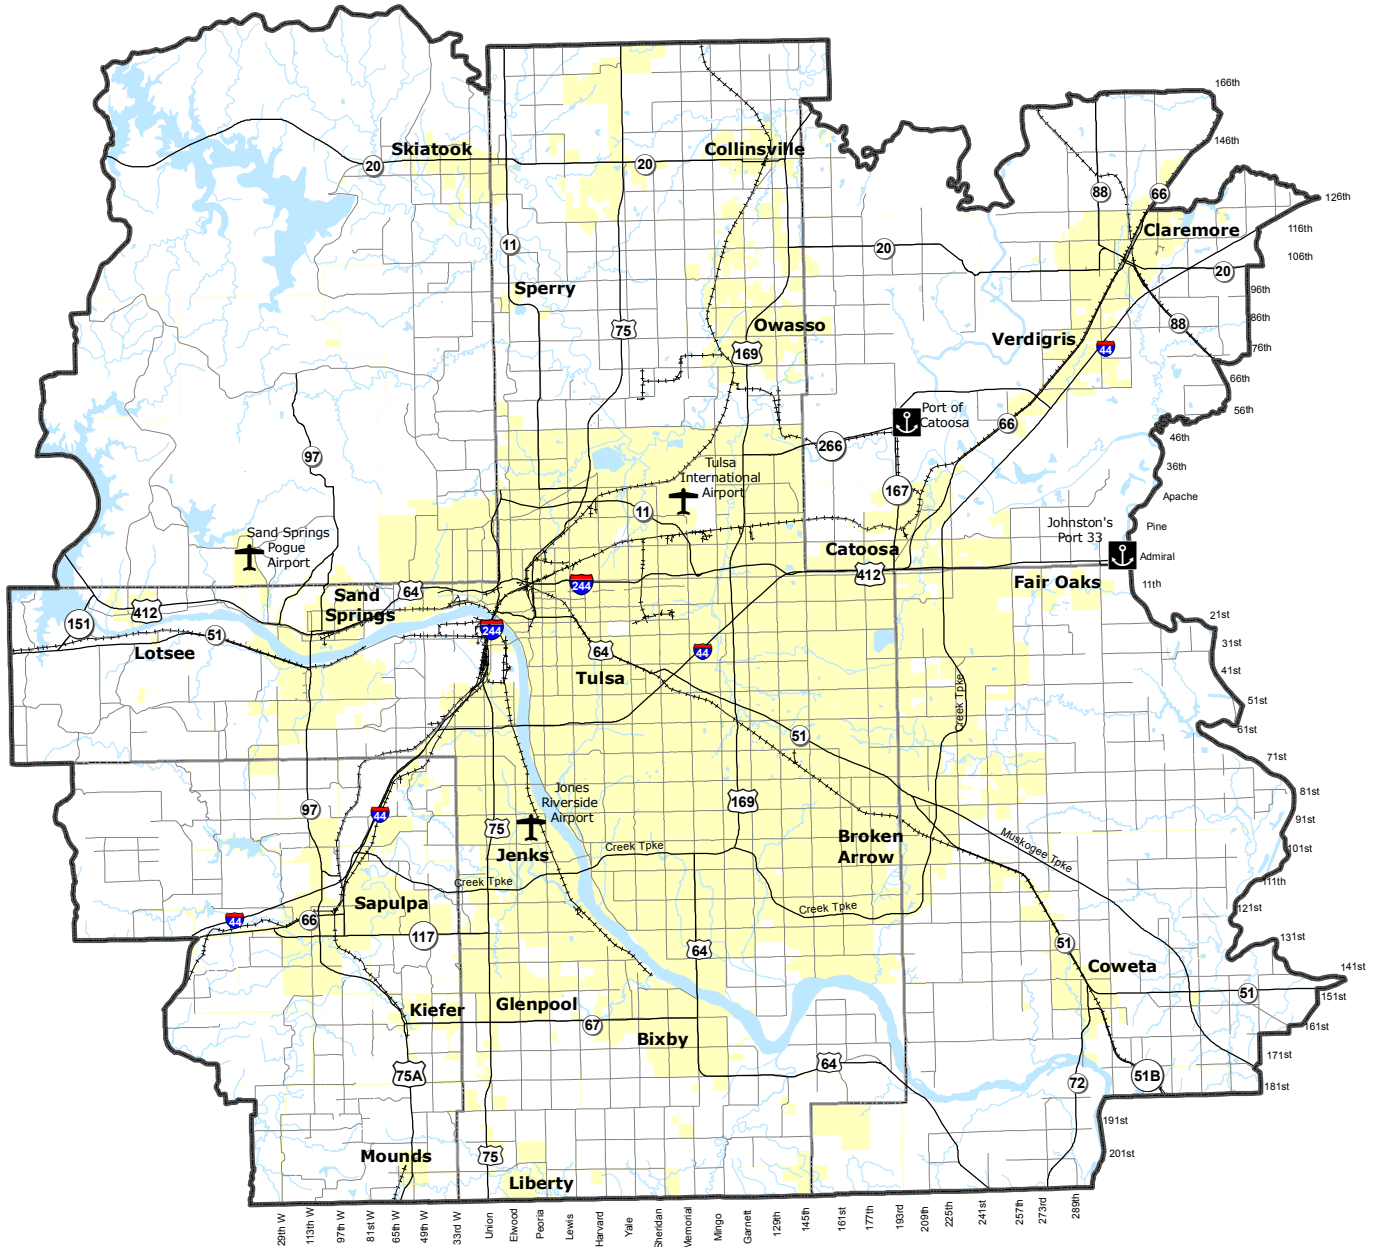 166th
146th
Skiatook
Collinsville
20
20
88
66
126th
Claremore
116th
11
20
106th
20
Sperry
96th
75
Owasso
86th
88
Verdigris
169
44
76th
66th
Port of
Catoosa
56th
66
266
46th
97
Tulsa
International
Airport
36th
167
Apache
11
Johnston's
Port 33
Pine
Sand Springs
Pogue
Airport
Catoosa
Admiral
412
Fair Oaks
11th
244
64
Sand
Springs
412
151
21st
51
244
31st
Lotsee
64
44
Tulsa
41st
Creek Tpke
51st
61st
51
71st
Jones
Riverside
Airport
81st
97
44
169
91st
75
Broken
Arrow
Muskogee Tpke
101st
Jenks
Creek Tpke
Creek Tpke
111th
Sapulpa
Creek Tpke
121st
44
66
117
131st
64
51
Coweta
141st
51
151st
Kiefer
Glenpool
67
161st
Bixby
171st
64
75A
72
51B
181st
191st
Mounds
75
201st
Liberty
29th W
113th W
97th W
81st W
65th W
49th W
33rd W
Union
Elwood
Peoria
Lewis
Harvard
Yale
Sheridan
Memorial
Mingo
Garnett
129th
145th
161st
177th
193rd
209th
225th
241st
257th
273rd
289th